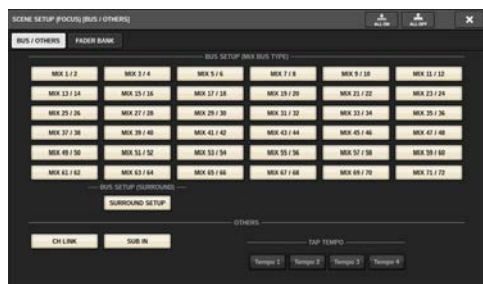 SCENE SETUP (FOCUS) [BUS / OTHERS]
ALL ON ALL OFF
BUS / OTHERS FADER BANK
BUS SETUP (MIX BUS TYPE)
MIX 1 / 2 MIX 3 / 4 MIX 5 / 6 MIX 7 / 8 MIX 9 / 10 MIX 11 / 12
MIX 13 / 14 MIX 15 / 16 MIX 17 / 18 MIX 19 / 20 MIX 21 / 22 MIX 23 / 24
MIX 25 / 26 MIX 27 / 28 MIX 29 / 30 MIX 31 / 32 MIX 33 / 34 MIX 35 / 36
MIX 37 / 38 MIX 39 / 40 MIX 41 / 42 MIX 43 / 44 MIX 45 / 46 MIX 47 / 48
MIX 49 / 50 MIX 51 / 52 MIX 53 / 54 MIX 55 / 56 MIX 57 / 58 MIX 59 / 60
MIX 61 / 62 MIX 63 / 64 MIX 65 / 66 MIX 67 / 68 MIX 69 / 70 MIX 71 / 72
BUS SETUP (SURROUND)
SURROUND SETUP
OTHERS
CH LINK SUB IN
TAP TEMPO
Tempo 1 Tempo 2 Tempo 3 Tempo 4